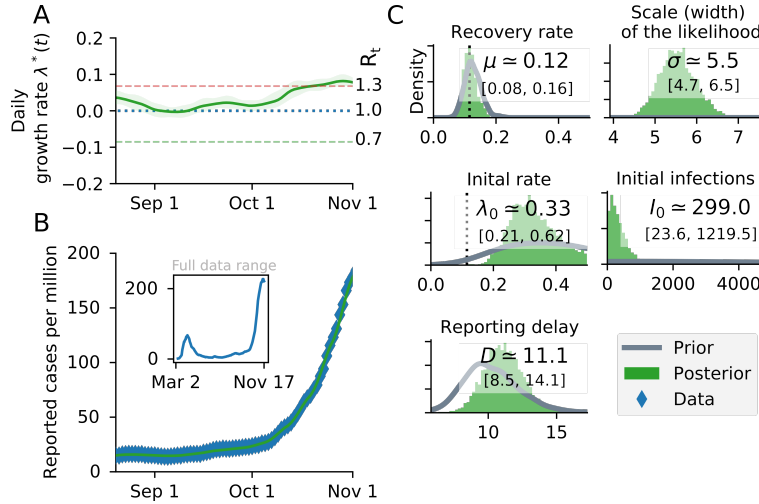 A
Daily
growth rate λ*(t)
0.2
0.1
0.0
−0.1
−0.2
Sep 1
Oct 1
Nov 1
Rt
1.3
1.0
0.7
B
Reported cases per million
200
150
100
50
0
Sep 1
Oct 1
Nov 1
Full data range
200
0
Mar 2
Nov 17
C
Recovery rate
Density
μ ≃ 0.12
[0.08, 0.16]
0.0
0.2
0.4
Scale (width)
of the likelihood
σ ≃ 5.5
[4.7, 6.5]
4
5
6
7
Inital rate
λ0 ≃ 0.33
[0.21, 0.62]
0.0
0.2
0.4
Initial infections
I0 ≃ 299.0
[23.6, 1219.5]
0
2000
4000
Reporting delay
D ≃ 11.1
[8.5, 14.1]
10
15
Prior
Posterior
Data